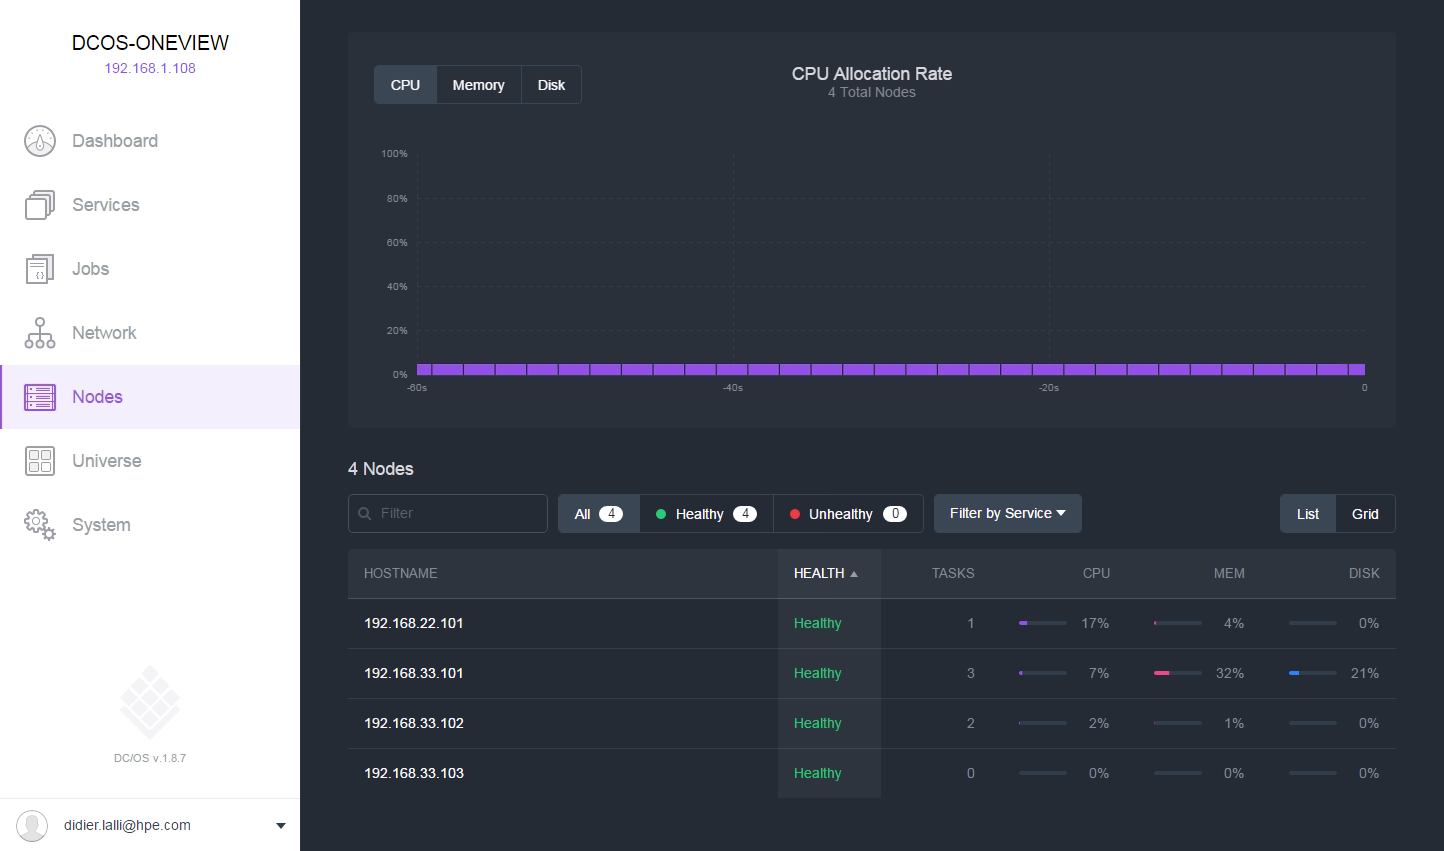 DCOS-ONEVIEW
192.168.1.108
Dashboard
Services
Jobs
Network
Nodes
Universe
System
DC/OS v.1.8.7
didier.lalli@hpe.com
CPU Memory Disk
CPU Allocation Rate
4 Total Nodes
100%
80%
60%
40%
20%
0%
-60s -40s -20s 0
4 Nodes
Filter All 4 Healthy 4 Unhealthy 0 Filter by Service List Grid
HOSTNAME HEALTH TASKS CPU MEM DISK
192.168.22.101 Healthy 1 17% 4% 0%
192.168.33.101 Healthy 3 7% 32% 21%
192.168.33.102 Healthy 2 2% 1% 0%
192.168.33.103 Healthy 0 0% 0% 0%